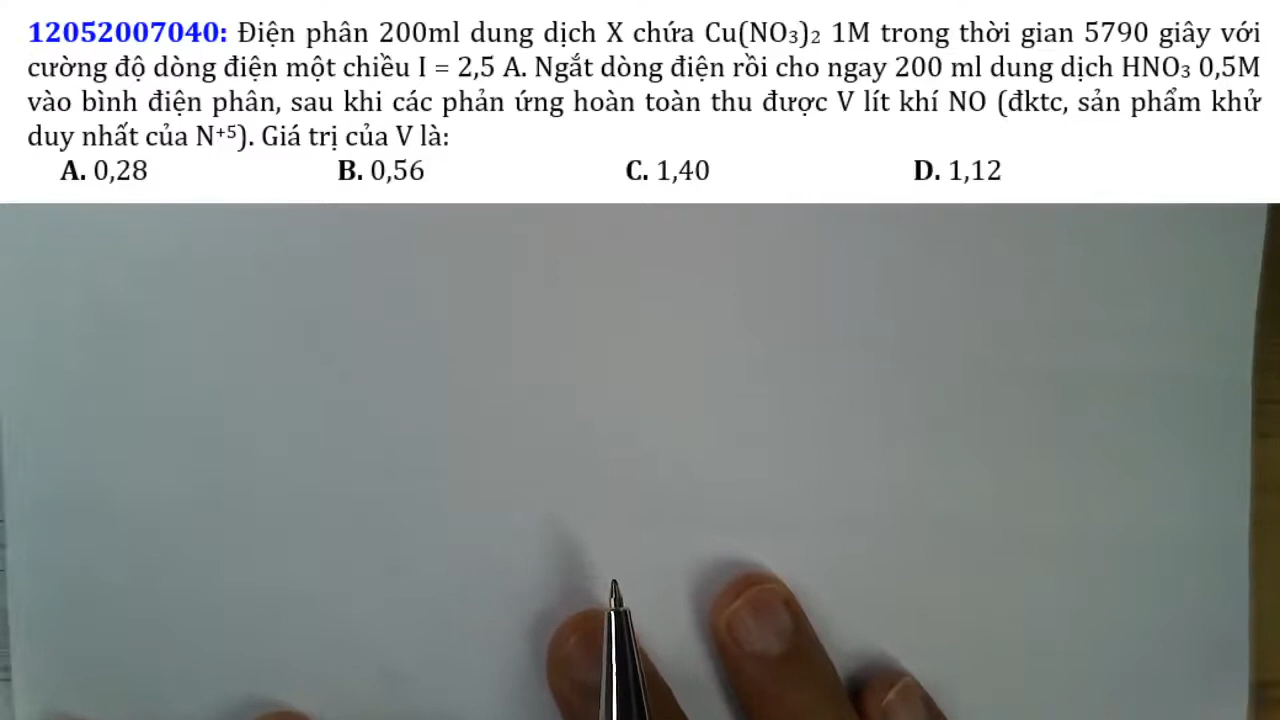 12052007040: Điện phân 200ml dung dịch X chứa Cu(NO₃)₂ 1M trong thời gian 5790 giây với
cường độ dòng điện một chiều I = 2,5 A. Ngắt dòng điện rồi cho ngay 200 ml dung dịch HNO₃ 0,5M
vào bình điện phân, sau khi các phản ứng hoàn toàn thu được V lít khí NO (đktc, sản phẩm khử
duy nhất của N⁺⁵). Giá trị của V là:
A. 0,28 B. 0,56 C. 1,40 D. 1,12